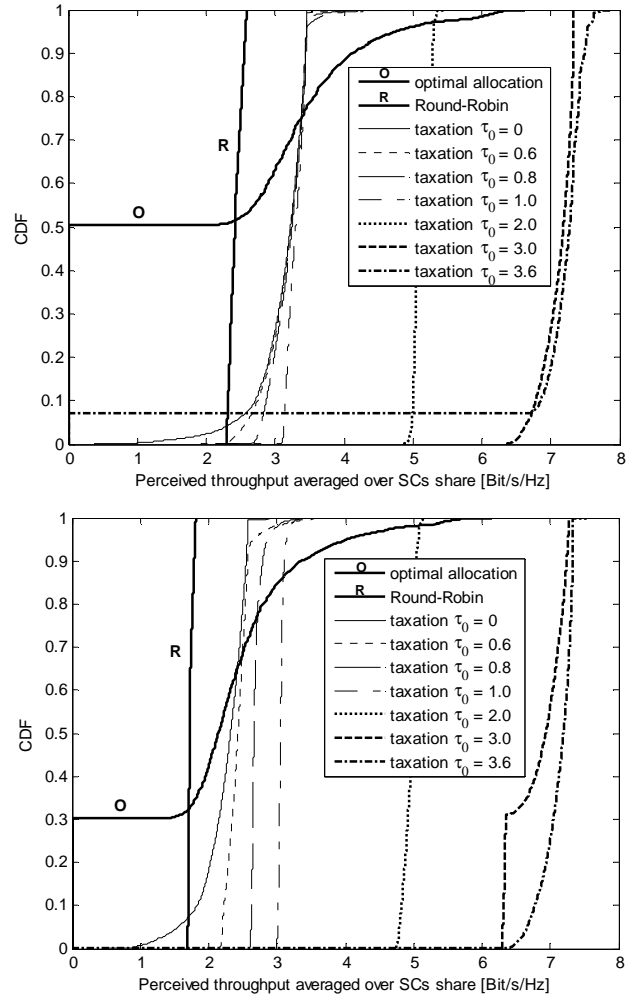 1
0.9
0.8
0.7
0.6
0.5
0.4
0.3
0.2
0.1
0
CDF
R
O
O optimal allocation
R Round-Robin
taxation τ0 = 0
taxation τ0 = 0.6
taxation τ0 = 0.8
taxation τ0 = 1.0
taxation τ0 = 2.0
taxation τ0 = 3.0
taxation τ0 = 3.6
0 1 2 3 4 5 6 7 8
Perceived throughput averaged over SCs share [Bit/s/Hz]
1
0.9
0.8
0.7
0.6
0.5
0.4
0.3
0.2
0.1
0
CDF
R
O
O optimal allocation
R Round-Robin
taxation τ0 = 0
taxation τ0 = 0.6
taxation τ0 = 0.8
taxation τ0 = 1.0
taxation τ0 = 2.0
taxation τ0 = 3.0
taxation τ0 = 3.6
0 1 2 3 4 5 6 7 8
Perceived throughput averaged over SCs share [Bit/s/Hz]